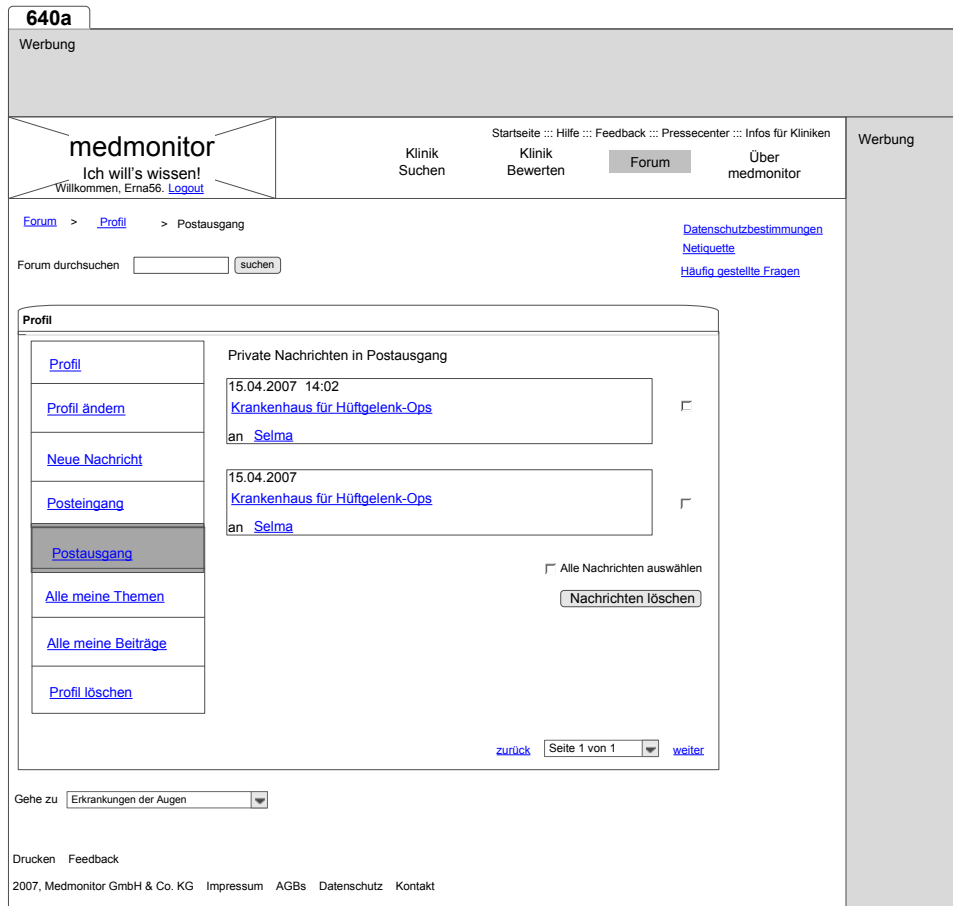 640a
Werbung
Startseite ::: Hilfe ::: Feedback ::: Pressecenter ::: Infos für Kliniken
Werbung
medmonitor
Ich will's wissen!
Willkommen, Erna56. Logout
Klinik Suchen
Klinik Bewerten
Forum
Über medmonitor
Forum > Profil > Postausgang
Datenschutzbestimmungen
Netiquette
Häufig gestellte Fragen
Forum durchsuchen suchen
Profil
Profil
Profil ändern
Neue Nachricht
Posteingang
Postausgang
Alle meine Themen
Alle meine Beiträge
Profil löschen
Private Nachrichten in Postausgang
15.04.2007 14:02
Krankenhaus für Hüftgelenk-Ops
an Selma
15.04.2007
Krankenhaus für Hüftgelenk-Ops
an Selma
Alle Nachrichten auswählen
Nachrichten löschen
zurück Seite 1 von 1 weiter
Gehe zu Erkrankungen der Augen
Drucken Feedback
2007, Medmonitor GmbH & Co. KG Impressum AGBs Datenschutz Kontakt